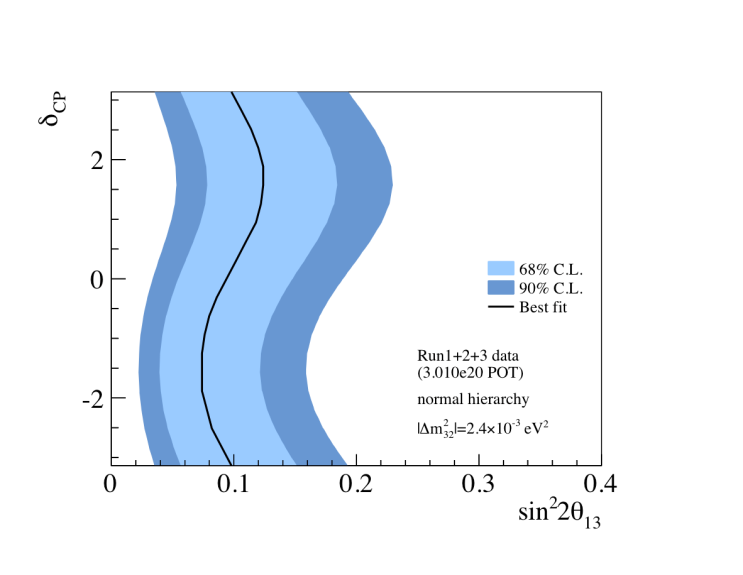 δCP
2
0
-2
68% C.L.
90% C.L.
Best fit
Run1+2+3 data
(3.010e20 POT)
normal hierarchy
|Δm²₃₂|=2.4×10⁻³ eV²
0 0.1 0.2 0.3 0.4
sin²2θ₁₃